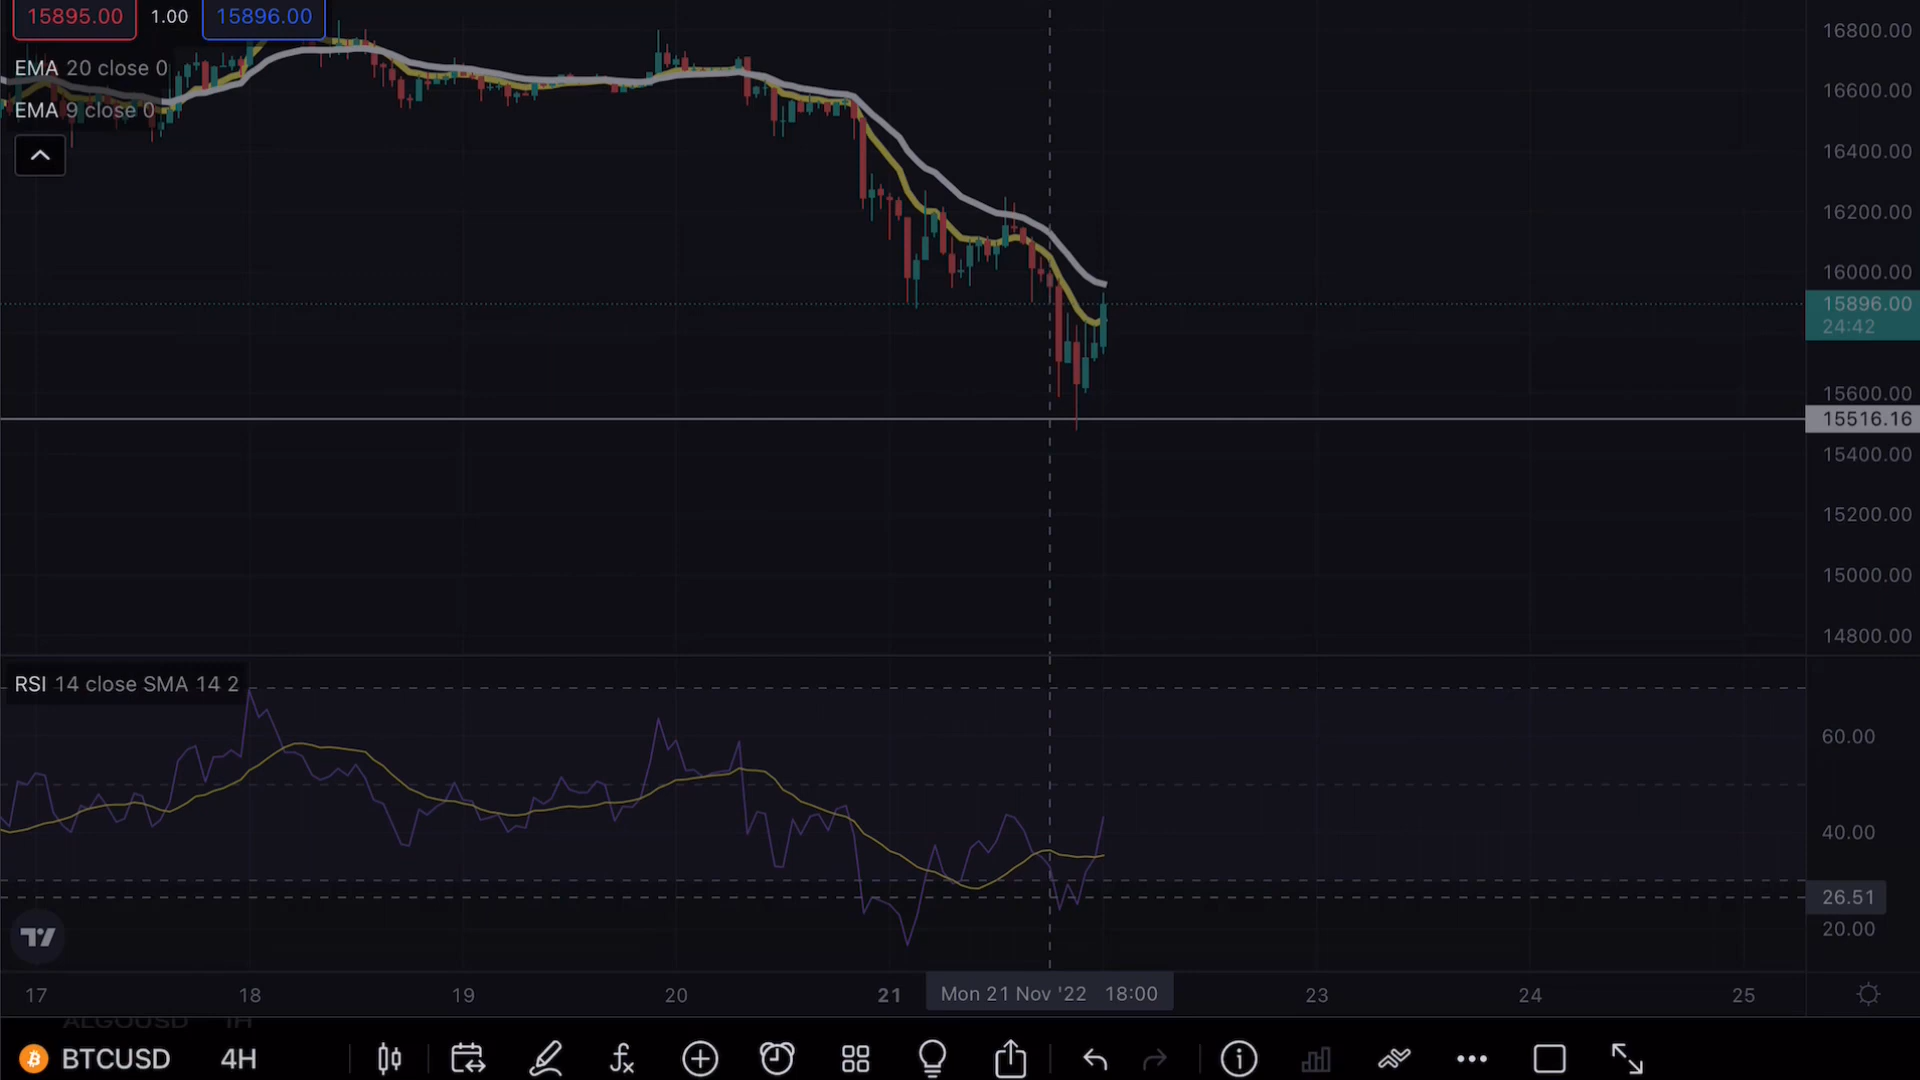 15895.00 1.00 15896.00
EMA 20 close 0
EMA 9 close 0
16800.00
16600.00
16400.00
16200.00
16000.00
15896.00
24:42
15600.00
15516.16
15400.00
15200.00
15000.00
14800.00
RSI 14 close SMA 14 2
60.00
40.00
26.51
20.00
17 18 19 20 21 Mon 21 Nov '22 18:00 23 24 25
ALGOUSD 1H
BTCUSD 4H